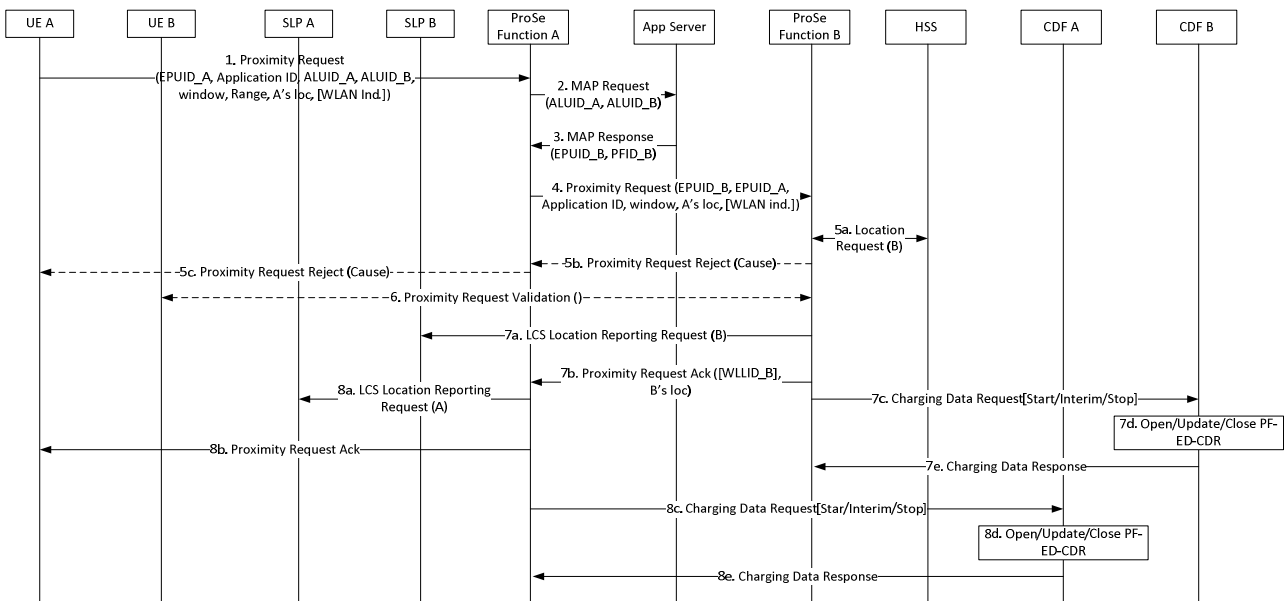 UE A
UE B
SLP A
SLP B
ProSe
Function A
App Server
ProSe
Function B
HSS
CDF A
CDF B
1. Proximity Request
(EPUID_A, Application ID, ALUID_A, ALUID_B,
window, Range, A's loc, [WLAN Ind.])
2. MAP Request
(ALUID_A, ALUID_B)
3. MAP Response
(EPUID_B, PFID_B)
4. Proximity Request (EPUID_B, EPUID_A,
Application ID, window, A's loc, [WLAN ind.])
5a. Location
Request (B)
5b. Proximity Request Reject (Cause)
5c. Proximity Request Reject (Cause)
6. Proximity Request Validation ()
7a. LCS Location Reporting Request (B)
7b. Proximity Request Ack ([WLLID_B],
B's loc)
8a. LCS Location Reporting
Request (A)
7c. Charging Data Request[Start/Interim/Stop]
7d. Open/Update/Close PF-
ED-CDR
8b. Proximity Request Ack
7e. Charging Data Response
8c. Charging Data Request[Star/Interim/Stop]
8d. Open/Update/Close PF-
ED-CDR
8e. Charging Data Response